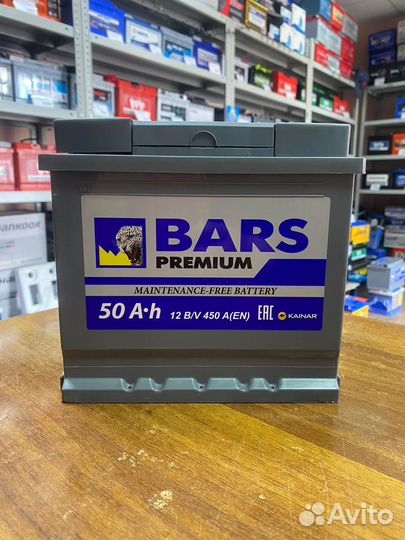 BARS
PREMIUM
MAINTENANCE-FREE BATTERY
50 A·h 12 В/V 450 A(EN) EAC KAINAR
Avito